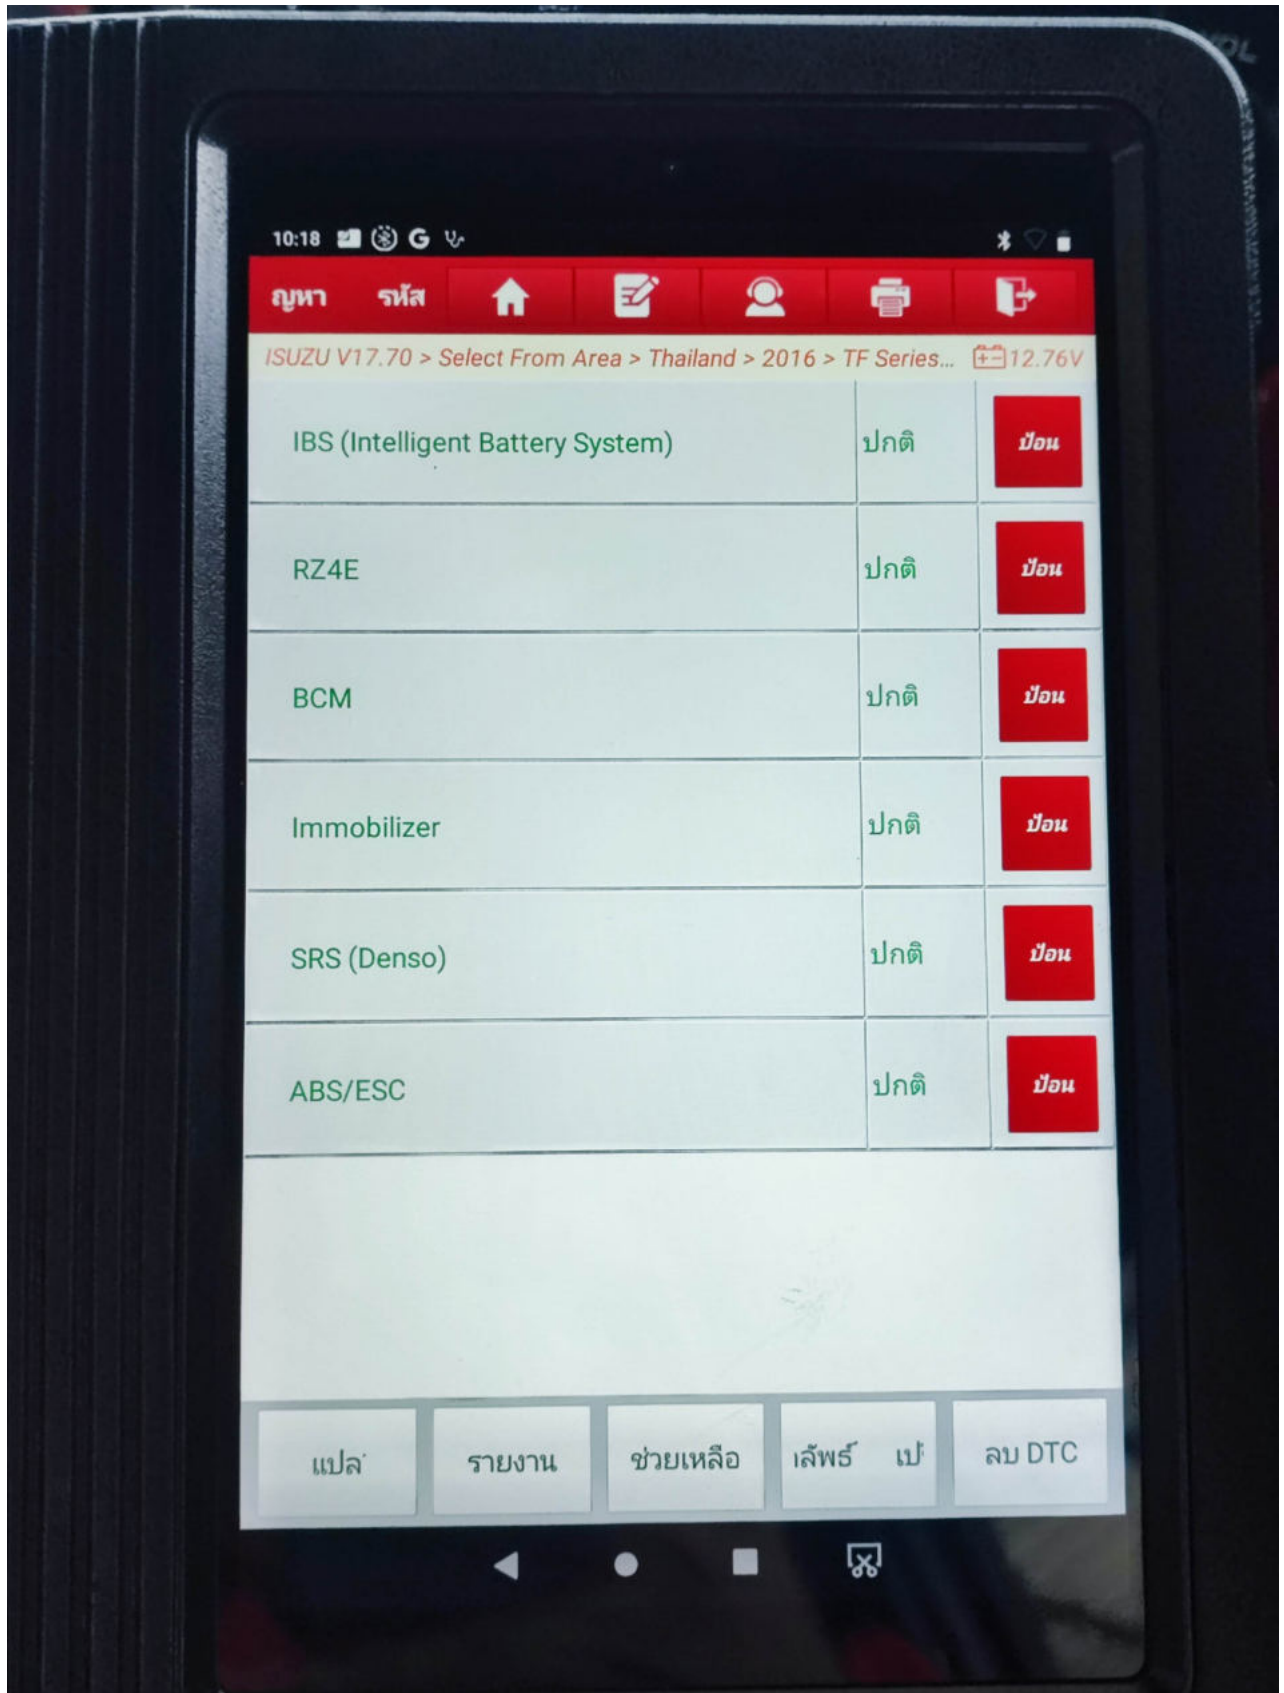 10:18
ญหา รหัส
ISUZU V17.70 > Select From Area > Thailand > 2016 > TF Series... 12.76V
IBS (Intelligent Battery System) ปกติ ป้อน
RZ4E ปกติ ป้อน
BCM ปกติ ป้อน
Immobilizer ปกติ ป้อน
SRS (Denso) ปกติ ป้อน
ABS/ESC ปกติ ป้อน
แปล รายงาน ช่วยเหลือ ลัพธ์ เป ลบ DTC